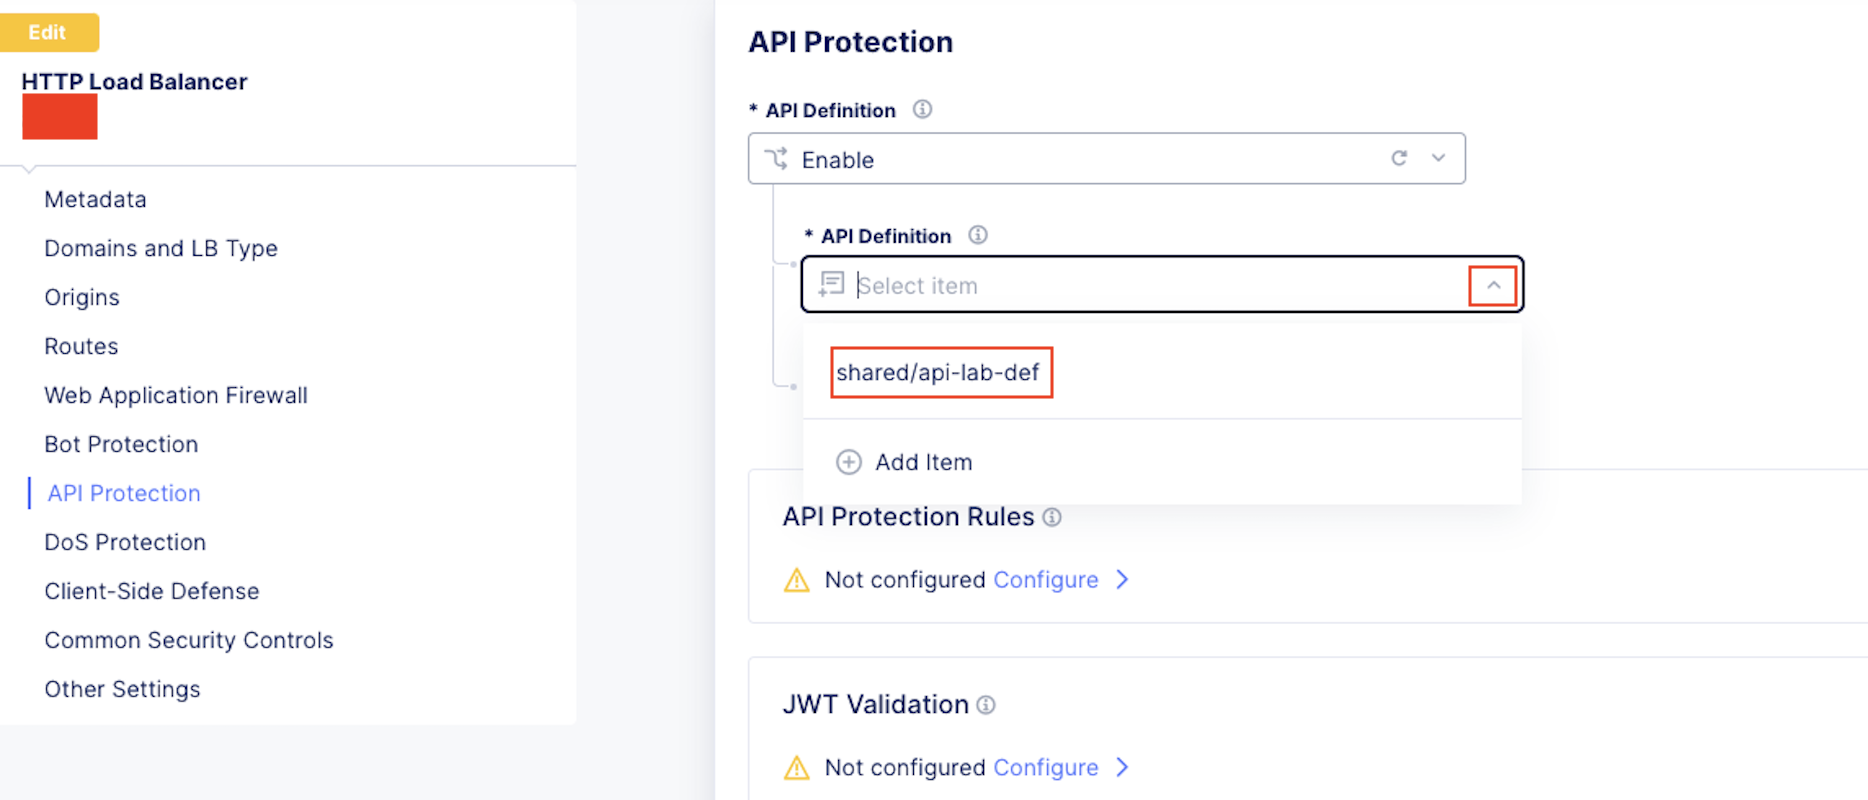 Edit
HTTP Load Balancer
Metadata
Domains and LB Type
Origins
Routes
Web Application Firewall
Bot Protection
API Protection
DoS Protection
Client-Side Defense
Common Security Controls
Other Settings
API Protection
* API Definition
Enable
* API Definition
Select item
shared/api-lab-def
Add Item
API Protection Rules
Not configured Configure
JWT Validation
Not configured Configure